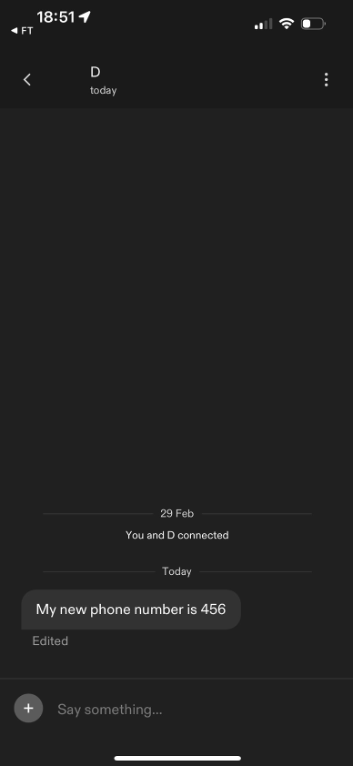 18:51
◀ FT
D
today
29 Feb
You and D connected
Today
My new phone number is 456
Edited
Say something...